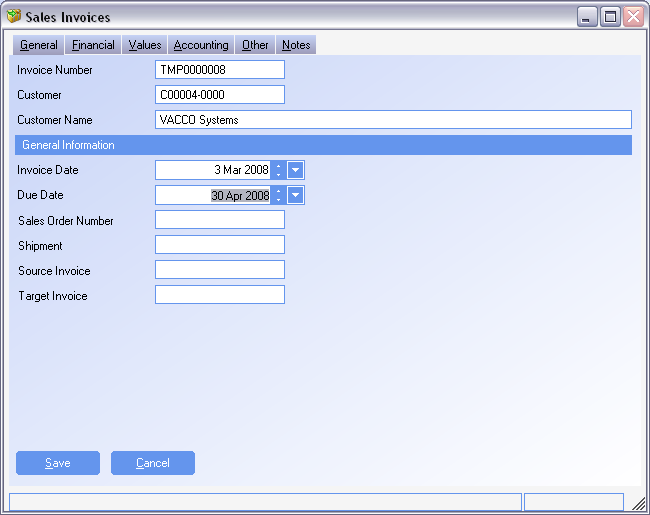 Sales Invoices
General Financial Values Accounting Other Notes
Invoice Number TMP0000008
Customer C00004-0000
Customer Name VACCO Systems
General Information
Invoice Date 3 Mar 2008
Due Date 30 Apr 2008
Sales Order Number
Shipment
Source Invoice
Target Invoice
Save Cancel